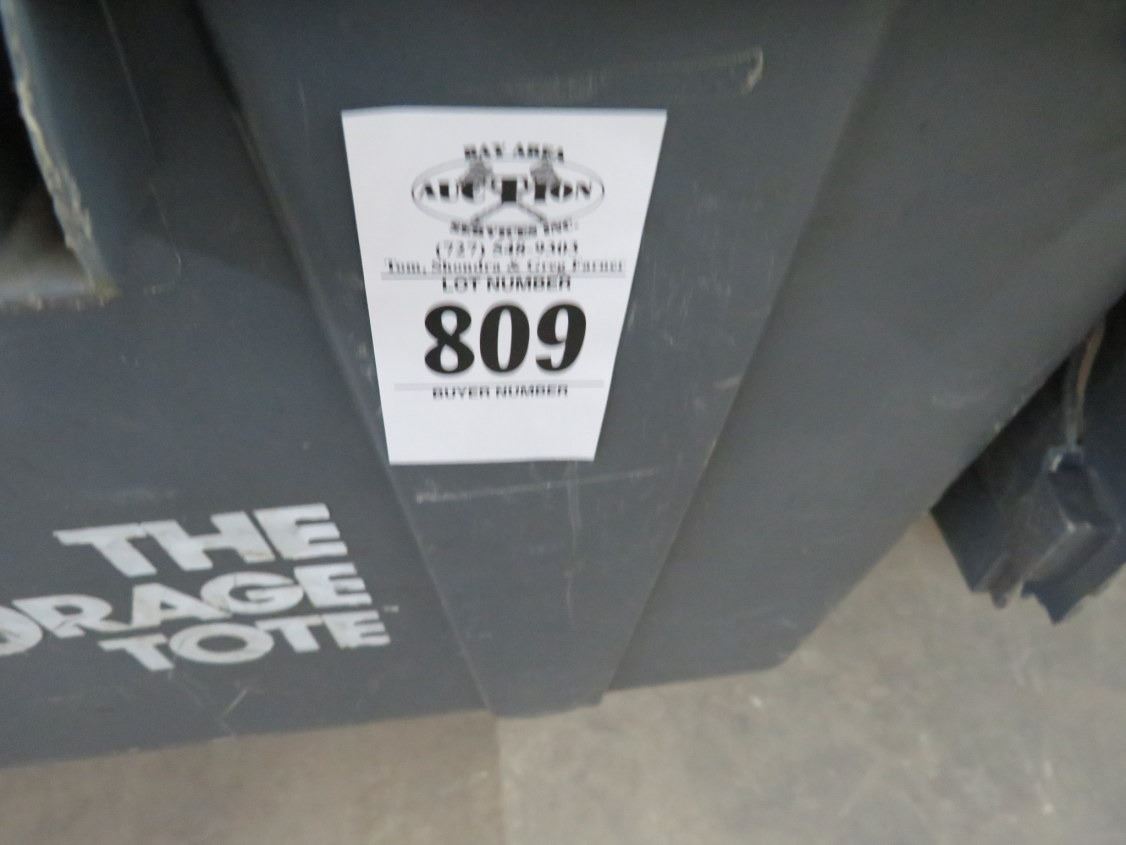 BAY AREA
AUCTION
SERVICES INC.
(727) 848-9303
Tom, Shondra & Greg Farner
LOT NUMBER
809
BUYER NUMBER
THE
ORAGE
TOTE